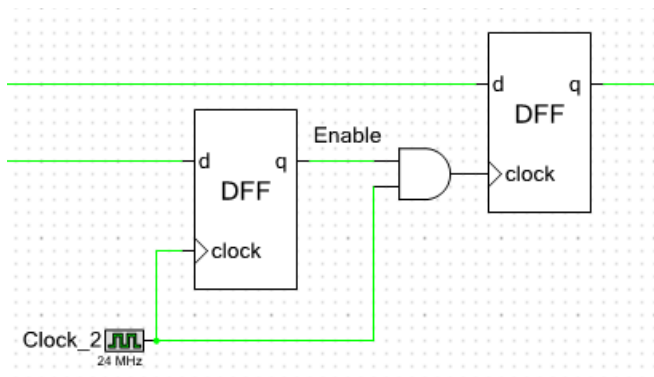 d q
DFF
clock
Enable
d q
DFF
clock
Clock_2
24 MHz